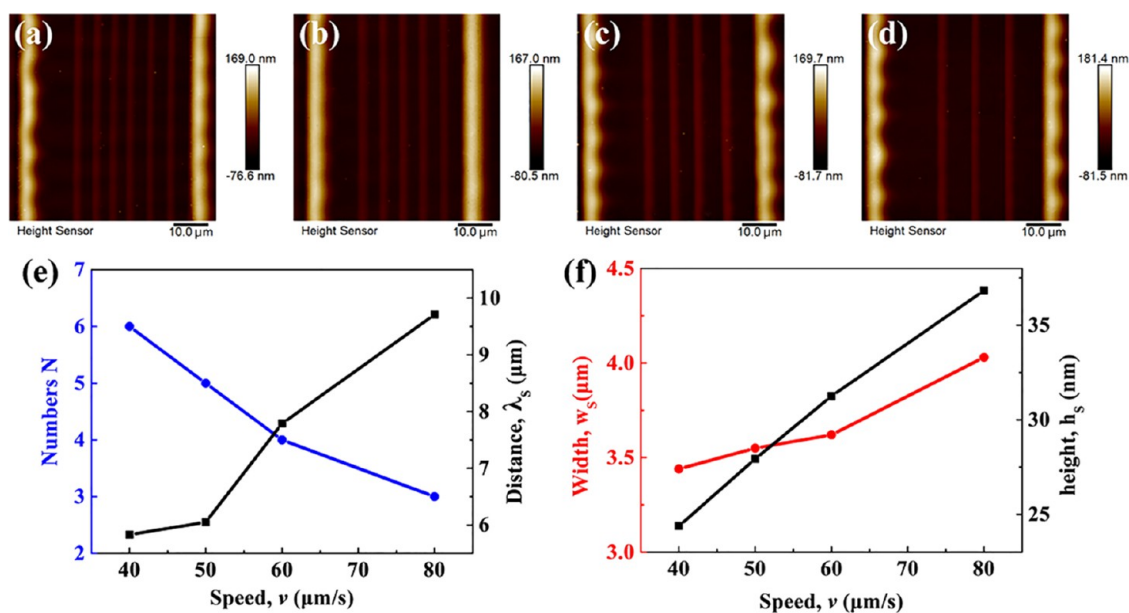 (a)
169.0 nm
-76.6 nm
Height Sensor
10.0 µm
(b)
167.0 nm
-80.5 nm
Height Sensor
10.0 µm
(c)
169.7 nm
-81.7 nm
Height Sensor
10.0 µm
(d)
181.4 nm
-81.5 nm
Height Sensor
10.0 µm
(e)
7
6
5
4
3
2
Numbers N
10
9
8
7
6
Distance, λs (µm)
40 50 60 70 80
Speed, v (µm/s)
(f)
4.5
4.0
3.5
3.0
Width, ws(µm)
35
30
25
height, hs (nm)
40 50 60 70 80
Speed, v (µm/s)